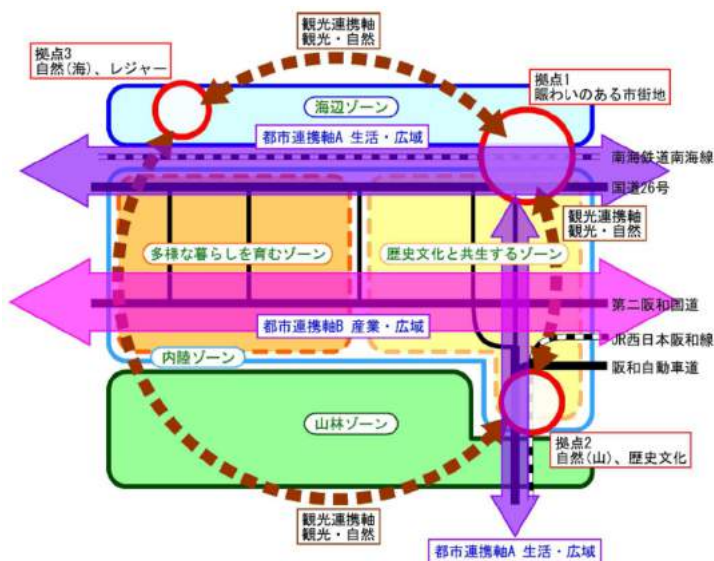 観光連携軸
観光・自然
拠点3
自然(海)、レジャー
拠点1
賑わいのある市街地
海辺ゾーン
都市連携軸A 生活・広域
南海鉄道南海線
国道26号
観光連携軸
観光・自然
多様な暮らしを育むゾーン
歴史文化と共生するゾーン
第二阪和国道
都市連携軸B 産業・広域
JR西日本阪和線
内陸ゾーン
阪和自動車道
山林ゾーン
拠点2
自然(山)、歴史文化
観光連携軸
観光・自然
都市連携軸A 生活・広域